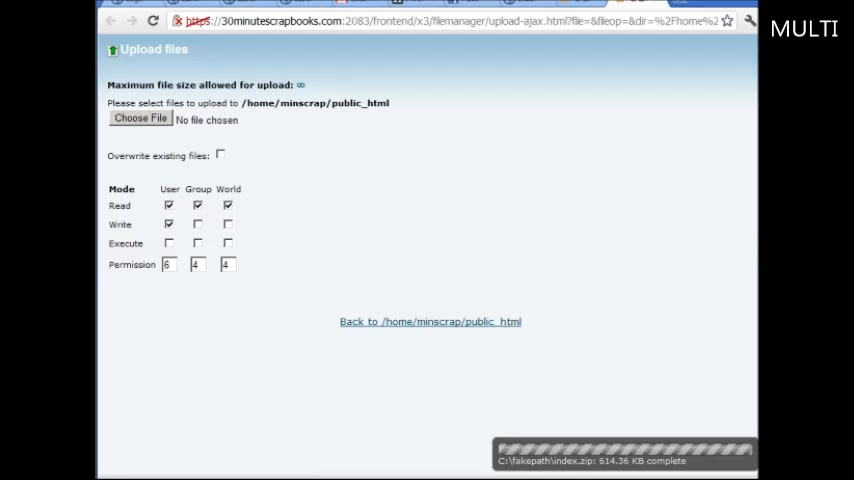 MULTI
https://30minutescrapbooks.com:2083/frontend/x3/filemanager/upload-ajax.html?file=&fileop=&dir=%2Fhome%2
Upload files
Maximum file size allowed for upload: ∞
Please select files to upload to /home/minscrap/public_html
Choose File No file chosen
Overwrite existing files:
Mode User Group World
Read
Write
Execute
Permission 6 4 4
Back to /home/minscrap/public_html
C:\fakepath\index.zip: 614.36 KB complete